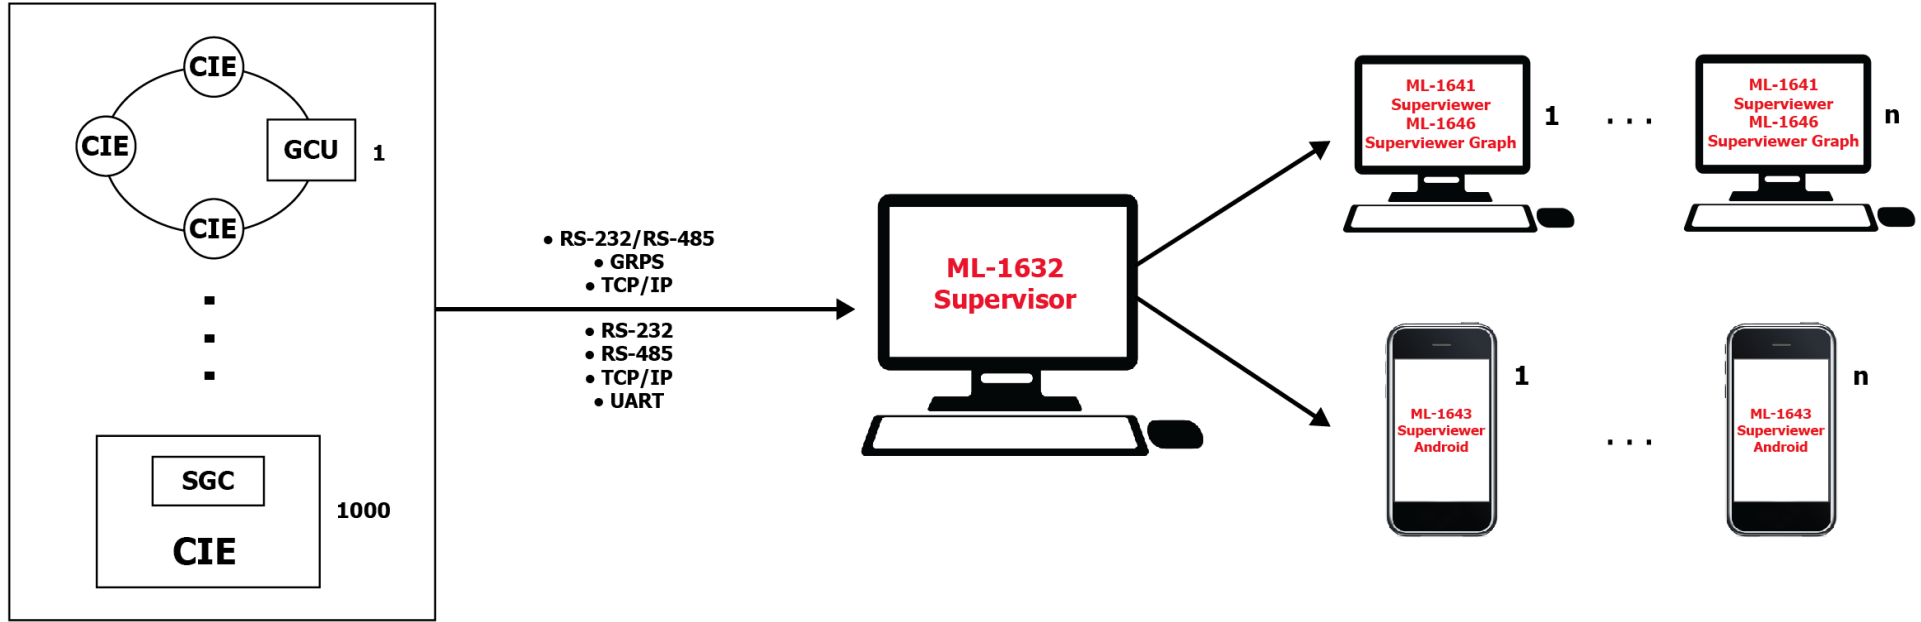 CIE
CIE
GCU
1
CIE
SGC
1000
CIE
• RS-232/RS-485
• GRPS
• TCP/IP
• RS-232
• RS-485
• TCP/IP
• UART
ML-1632
Supervisor
ML-1641
Superviewer
ML-1646
Superviewer Graph
1
. . .
ML-1641
Superviewer
ML-1646
Superviewer Graph
n
ML-1643
Superviewer
Android
1
. . .
ML-1643
Superviewer
Android
n